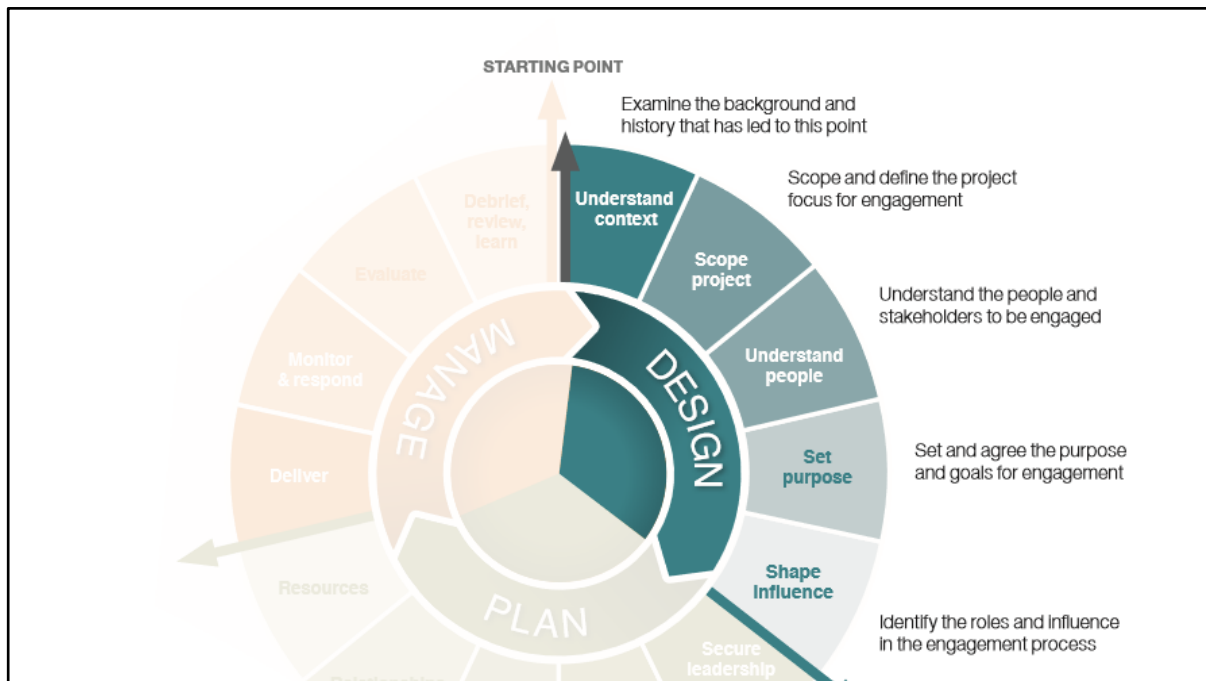 STARTING POINT
Examine the background and
history that has led to this point
Understand
context
Scope and define the project
focus for engagement
Scope
project
Understand the people and
stakeholders to be engaged
Understand
people
Set and agree the purpose
and goals for engagement
Set
purpose
Shape
influence
Identify the roles and influence
in the engagement process
Secure
leadership
Relationships
Resources
Deliver
Monitor
& respond
Evaluate
Debrief,
review,
learn
DESIGN
PLAN
MANAGE